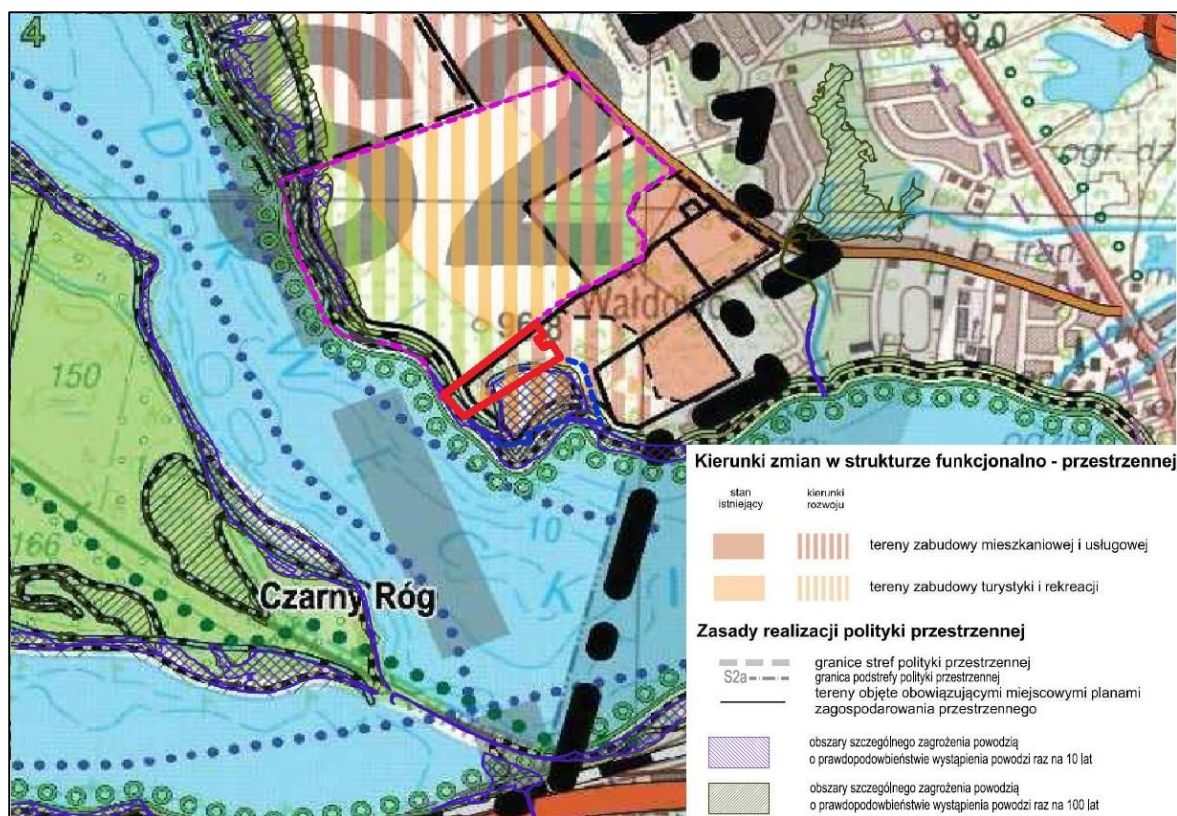 4
S2
99,0
ogr. dz
Wałdowo
96,8
150
10
166
Czarny Róg
Kierunki zmian w strukturze funkcjonalno - przestrzennej
stan
istniejący
kierunki
rozwoju
tereny zabudowy mieszkaniowej i usługowej
tereny zabudowy turystyki i rekreacji
Zasady realizacji polityki przestrzennej
granice stref polityki przestrzennej
S2a
granica podstrefy polityki przestrzennej
tereny objęte obowiązującymi miejscowymi planami
zagospodarowania przestrzennego
obszary szczególnego zagrożenia powodzią
o prawdopodobieństwie wystąpienia powodzi raz na 10 lat
obszary szczególnego zagrożenia powodzią
o prawdopodobieństwie wystąpienia powodzi raz na 100 lat